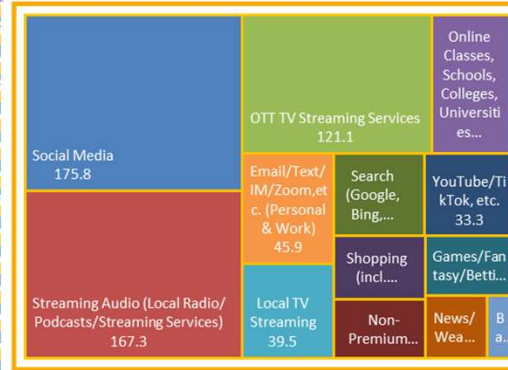 Social Media
175.8
Streaming Audio (Local Radio/
Podcasts/Streaming Services)
167.3
OTT TV Streaming Services
121.1
Online
Classes,
Schools,
Colleges,
Universiti
es...
Email/Text/
IM/Zoom,et
c. (Personal
& Work)
45.9
Local TV
Streaming
39.5
Search
(Google,
Bing,...
YouTube/Ti
kTok, etc.
33.3
Shopping
(incl....
Games/Fan
tasy/Betti...
Non-
Premium...
News/
Wea...
B
a...